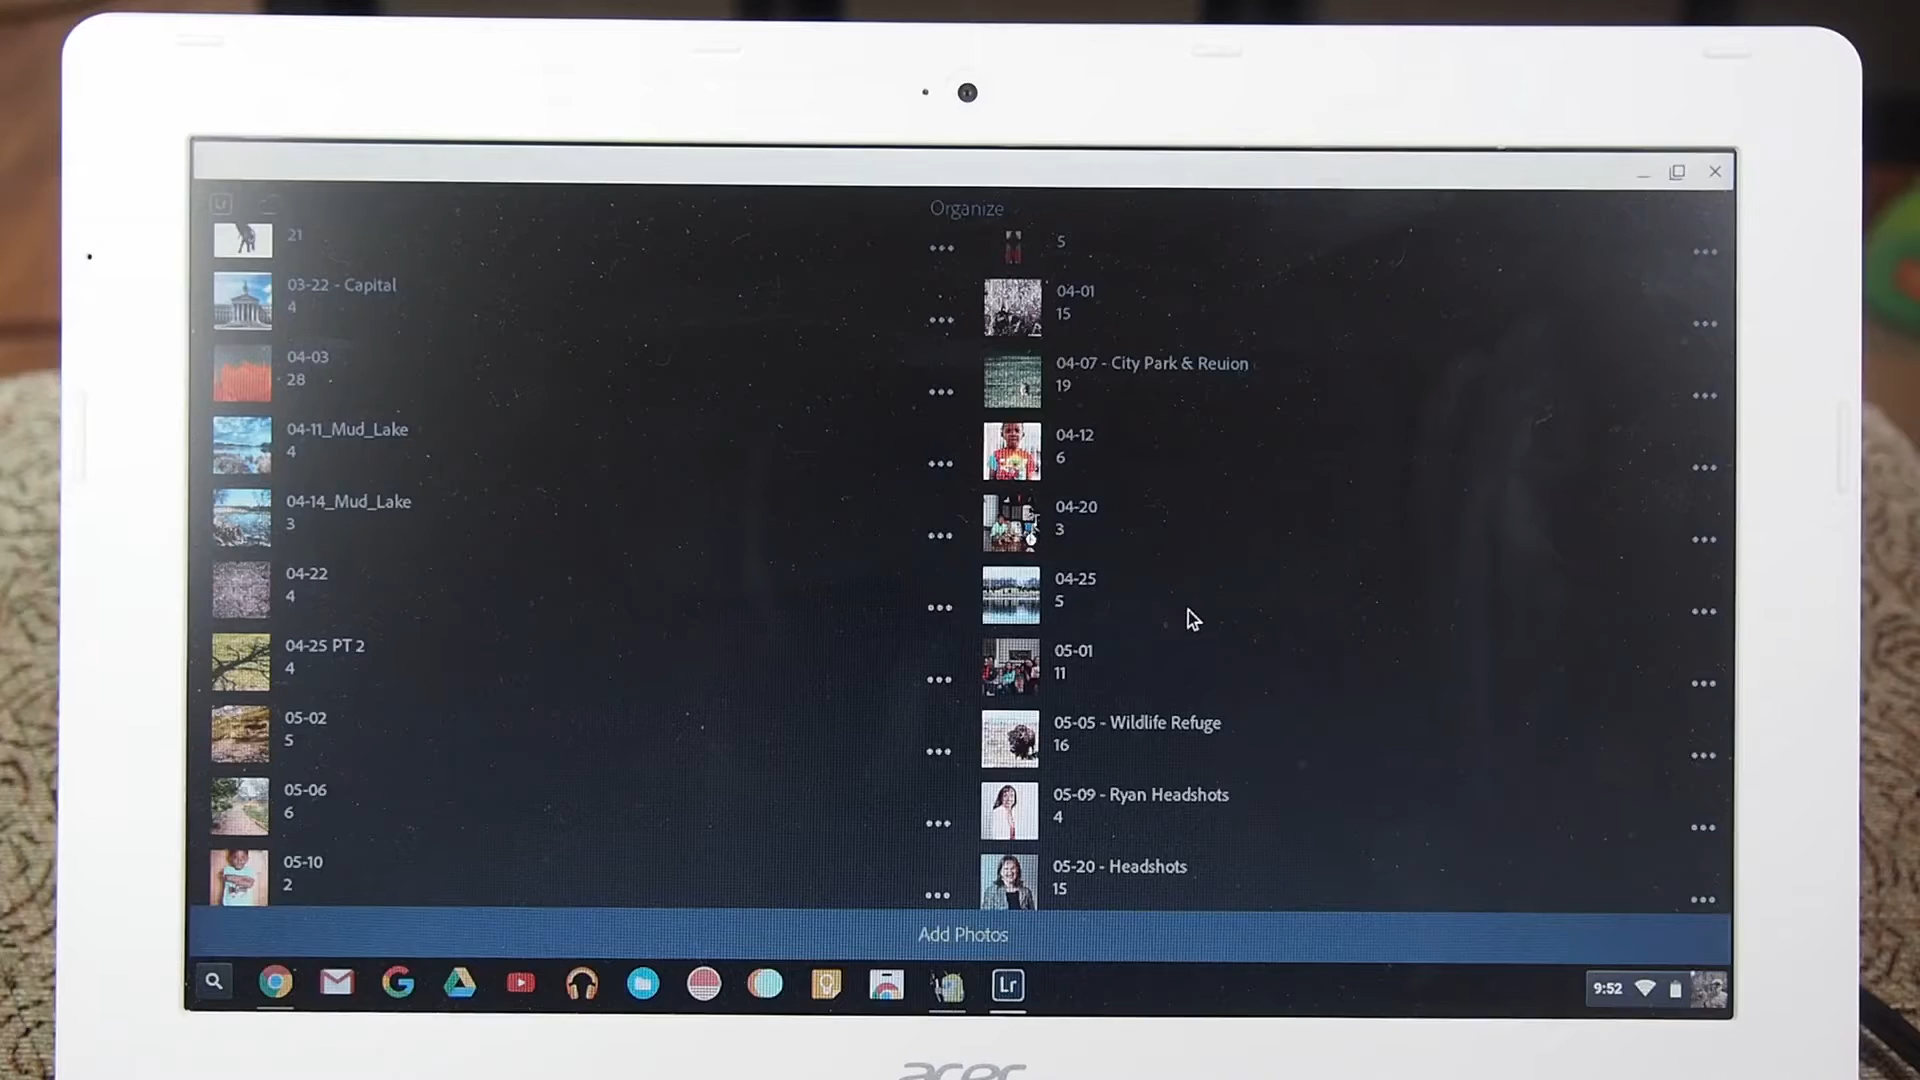 Lr
Organize
21
5
03-22 - Capital
4
04-01
15
04-03
28
04-07 - City Park & Reuion
19
04-11_Mud_Lake
4
04-12
6
04-14_Mud_Lake
3
04-20
3
04-22
4
04-25
5
04-25 PT 2
4
05-01
11
05-02
5
05-05 - Wildlife Refuge
16
05-06
6
05-09 - Ryan Headshots
4
05-10
2
05-20 - Headshots
15
Add Photos
G
Lr
9:52
acer